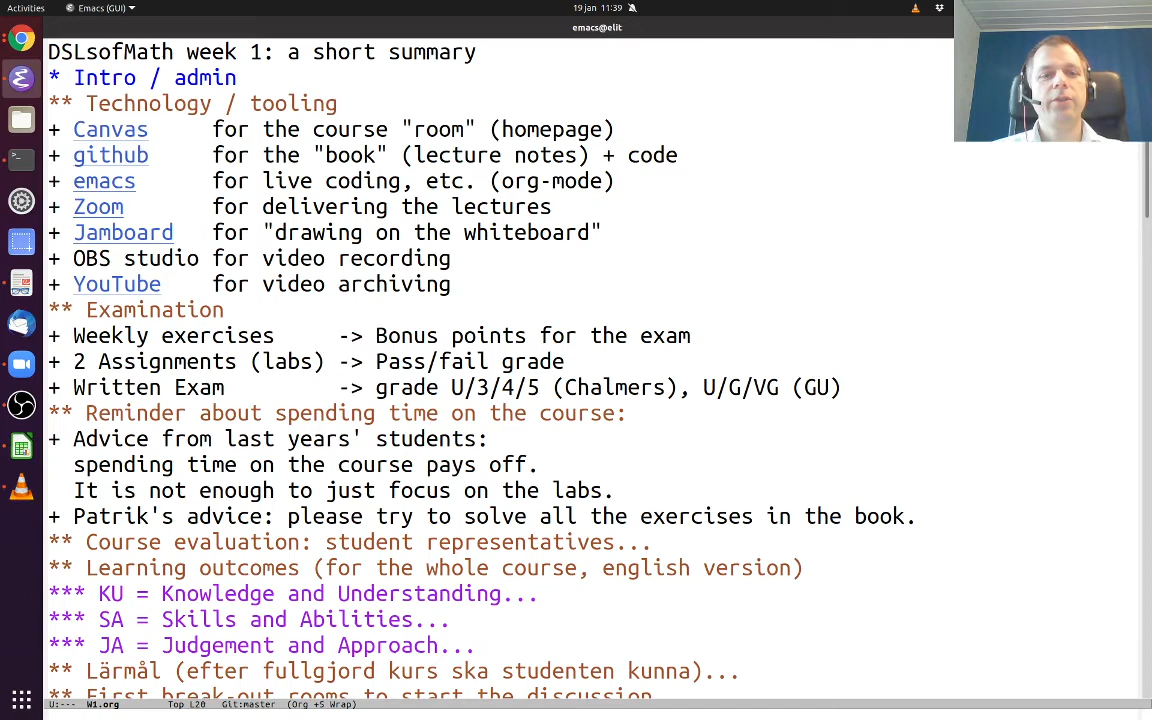 Activities
Emacs (GUI)
19 jan 11:39
emacs@elit
DSLsofMath week 1: a short summary
* Intro / admin
** Technology / tooling
+ Canvas for the course "room" (homepage)
+ github for the "book" (lecture notes) + code
+ emacs for live coding, etc. (org-mode)
+ Zoom for delivering the lectures
+ Jamboard for "drawing on the whiteboard"
+ OBS studio for video recording
+ YouTube for video archiving
** Examination
+ Weekly exercises -> Bonus points for the exam
+ 2 Assignments (labs) -> Pass/fail grade
+ Written Exam -> grade U/3/4/5 (Chalmers), U/G/VG (GU)
** Reminder about spending time on the course:
+ Advice from last years' students:
spending time on the course pays off.
It is not enough to just focus on the labs.
+ Patrik's advice: please try to solve all the exercises in the book.
** Course evaluation: student representatives...
** Learning outcomes (for the whole course, english version)
*** KU = Knowledge and Understanding...
*** SA = Skills and Abilities...
*** JA = Judgement and Approach...
** Lärmål (efter fullgjord kurs ska studenten kunna)...
** First break-out rooms to start the discussion
U:--- W1.org Top L20 Git:master (Org +S Wrap)